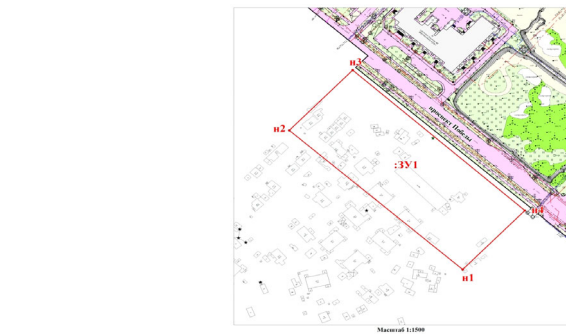 н3
проспект Победы
н2
:ЗУ1
н4
н1
Масштаб 1:1500